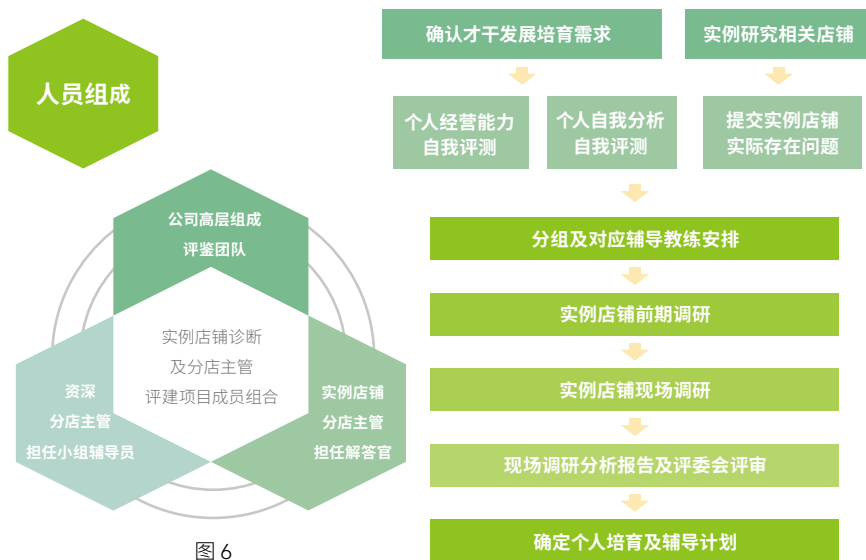 人员组成
公司高层组成
评鉴团队
实例店铺诊断
及分店主管
评建项目成员组合
资深
分店主管
担任小组辅导员
实例店铺
分店主管
担任解答官
图 6
确认才干发展培育需求
实例研究相关店铺
个人经营能力
自我评测
个人自我分析
自我评测
提交实例店铺
实际存在问题
分组及对应辅导教练安排
实例店铺前期调研
实例店铺现场调研
现场调研分析报告及评委会评审
确定个人培育及辅导计划